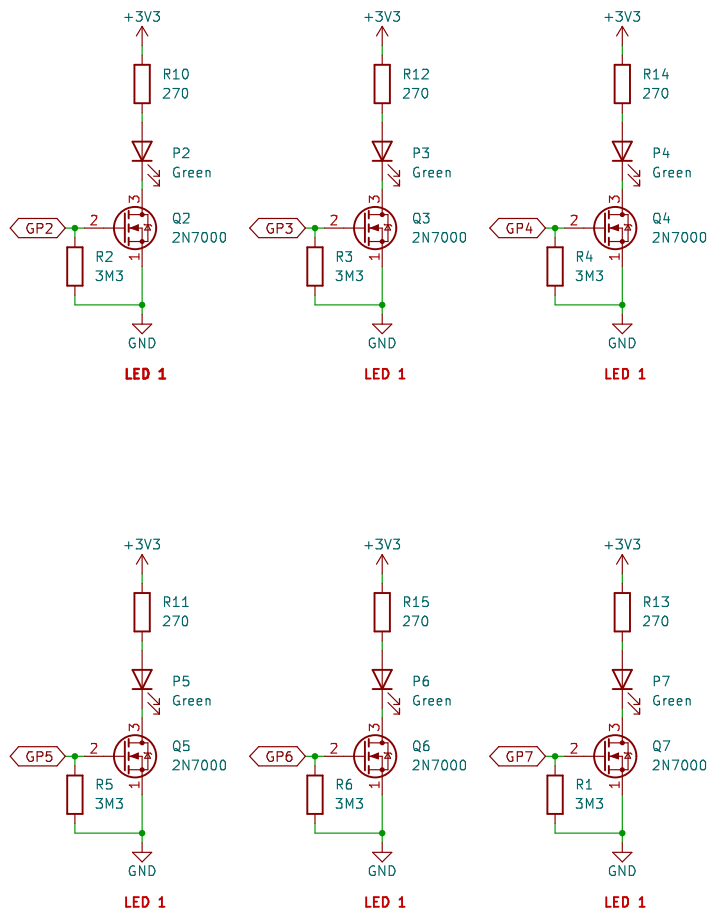 +3V3 +3V3 +3V3
R10 R12 R14
270 270 270
P2 P3 P4
Green Green Green
3 3 3
GP2 2 Q2 GP3 2 Q3 GP4 2 Q4
2N7000 2N7000 2N7000
R2 1 R3 1 R4 1
3M3 3M3 3M3
GND GND GND
LED 1 LED 1 LED 1
+3V3 +3V3 +3V3
R11 R15 R13
270 270 270
P5 P6 P7
Green Green Green
3 3 3
GP5 2 Q5 GP6 2 Q6 GP7 2 Q7
2N7000 2N7000 2N7000
R5 1 R6 1 R1 1
3M3 3M3 3M3
GND GND GND
LED 1 LED 1 LED 1